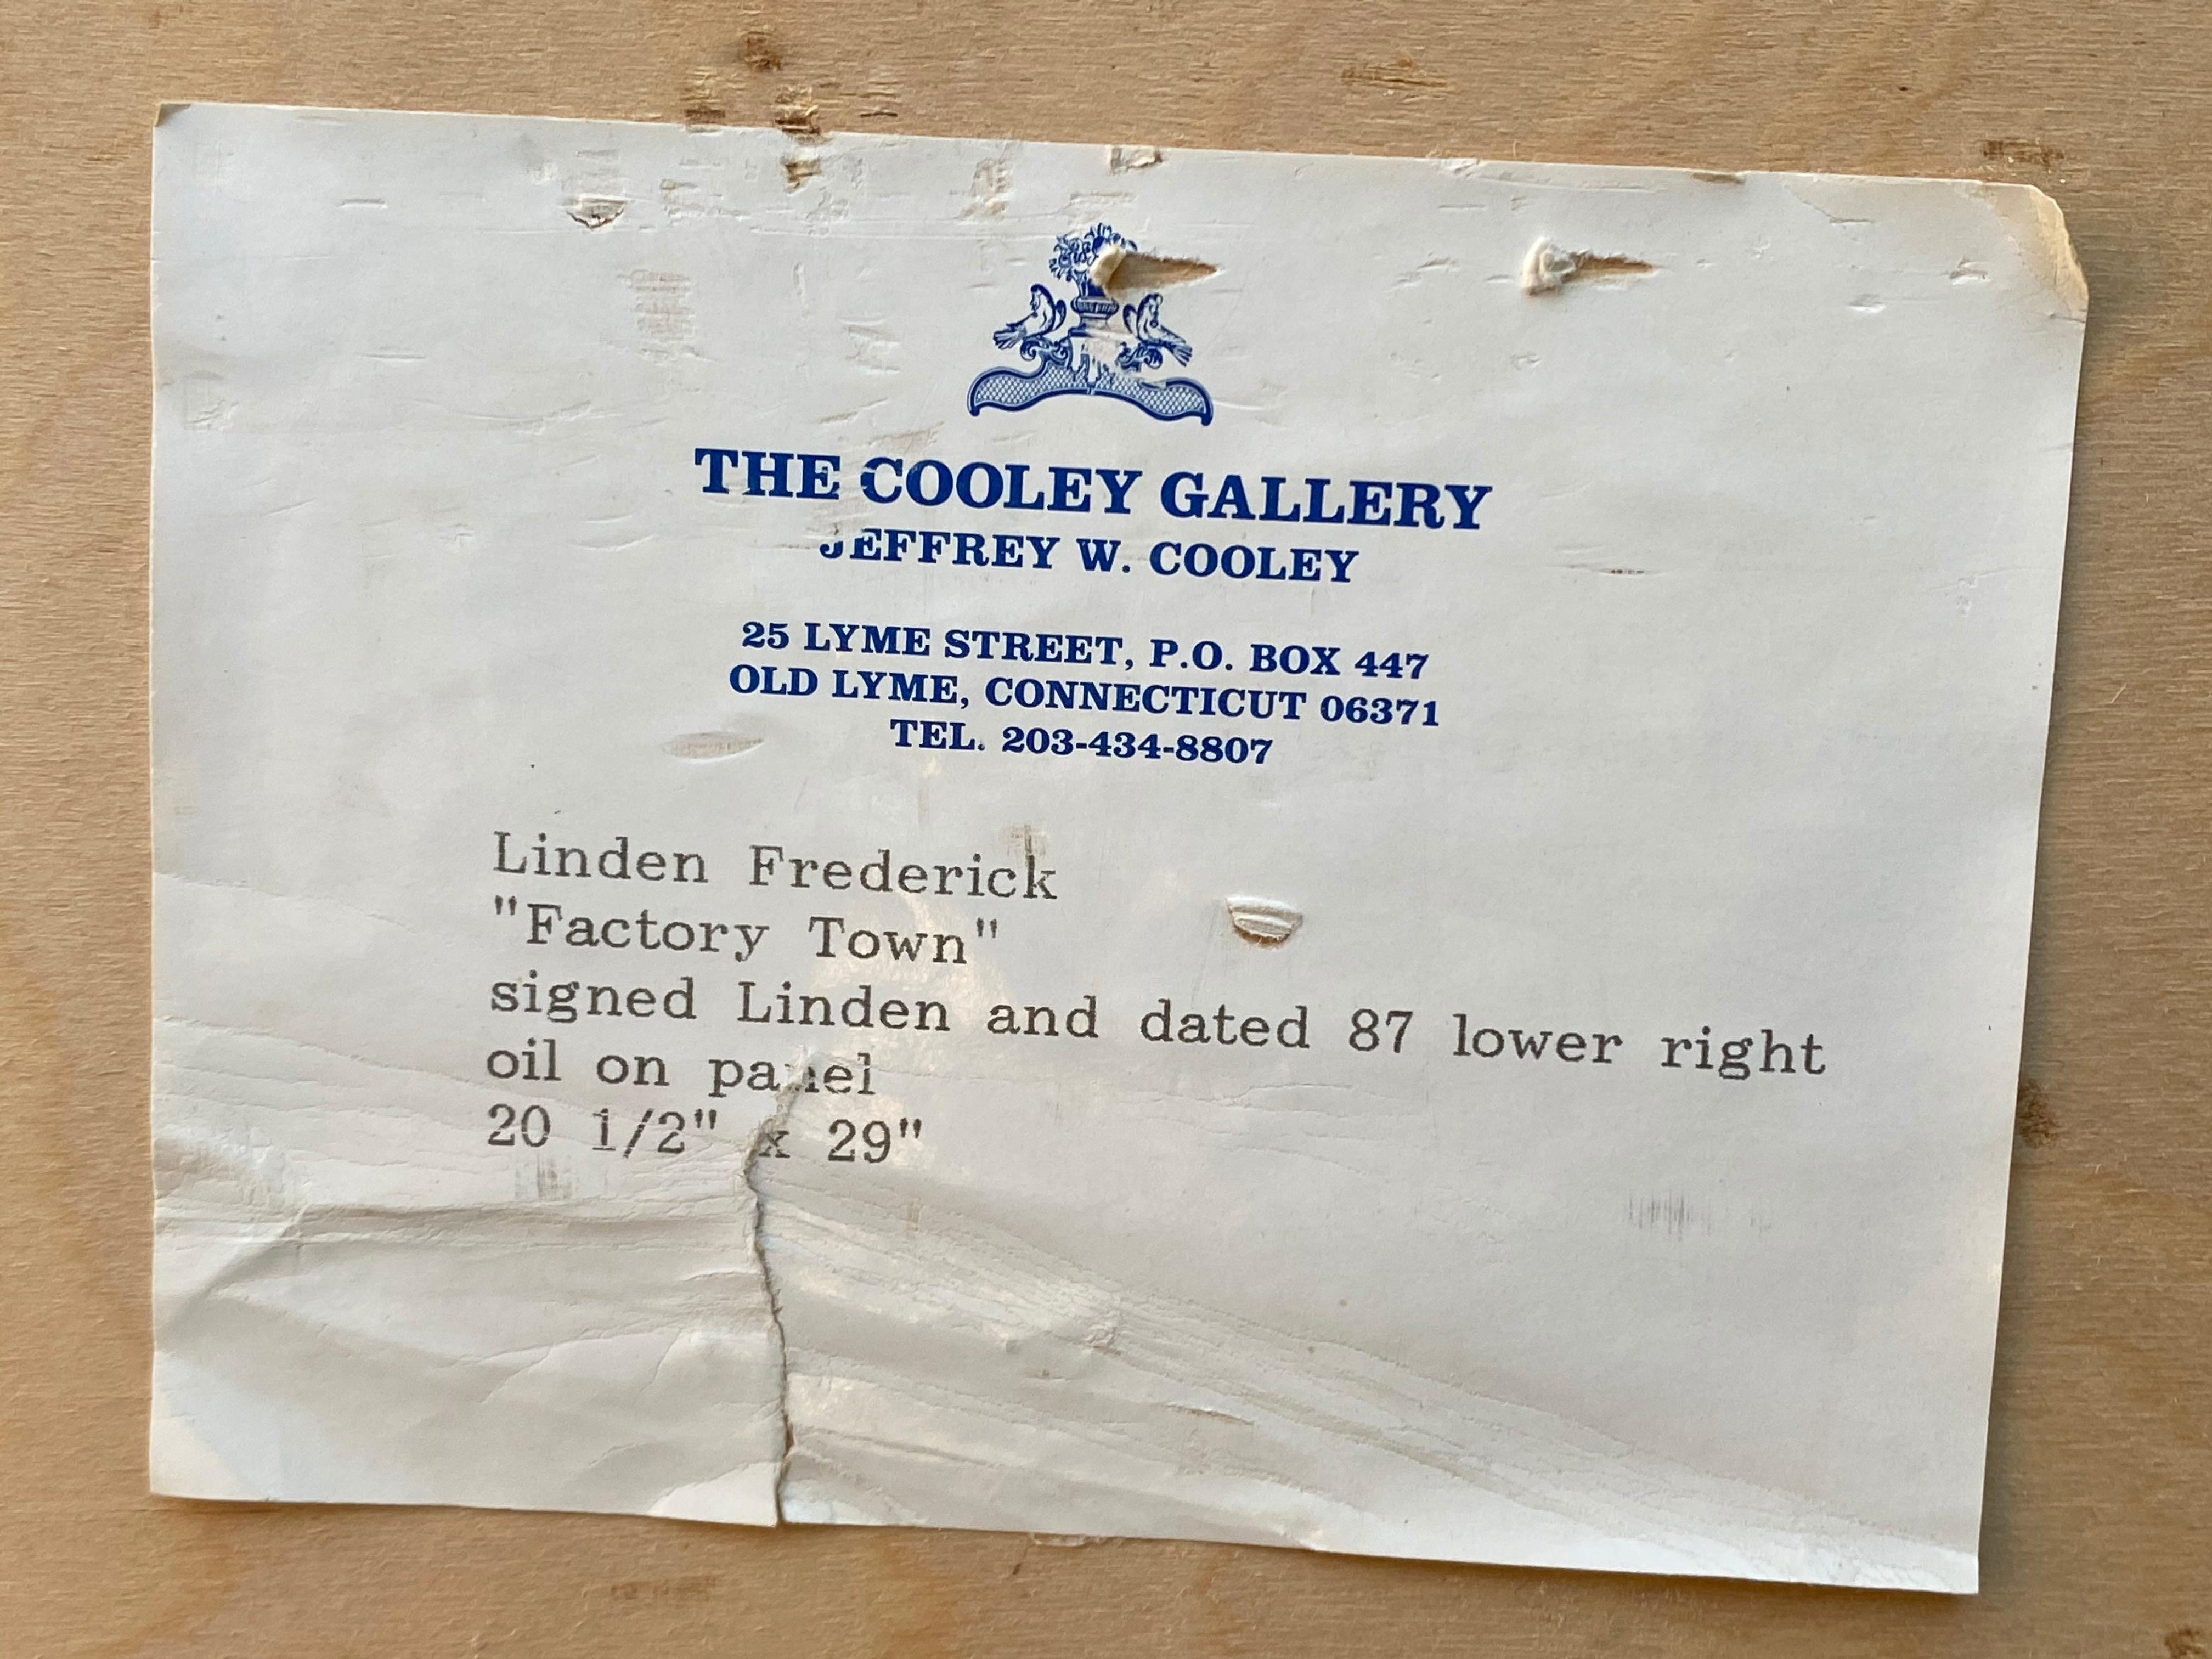 THE COOLEY GALLERY
JEFFREY W. COOLEY
25 LYME STREET, P.O. BOX 447
OLD LYME, CONNECTICUT 06371
TEL. 203-434-8807
Linden Frederick
"Factory Town"
signed Linden and dated 87 lower right
oil on panel
20 1/2" x 29"